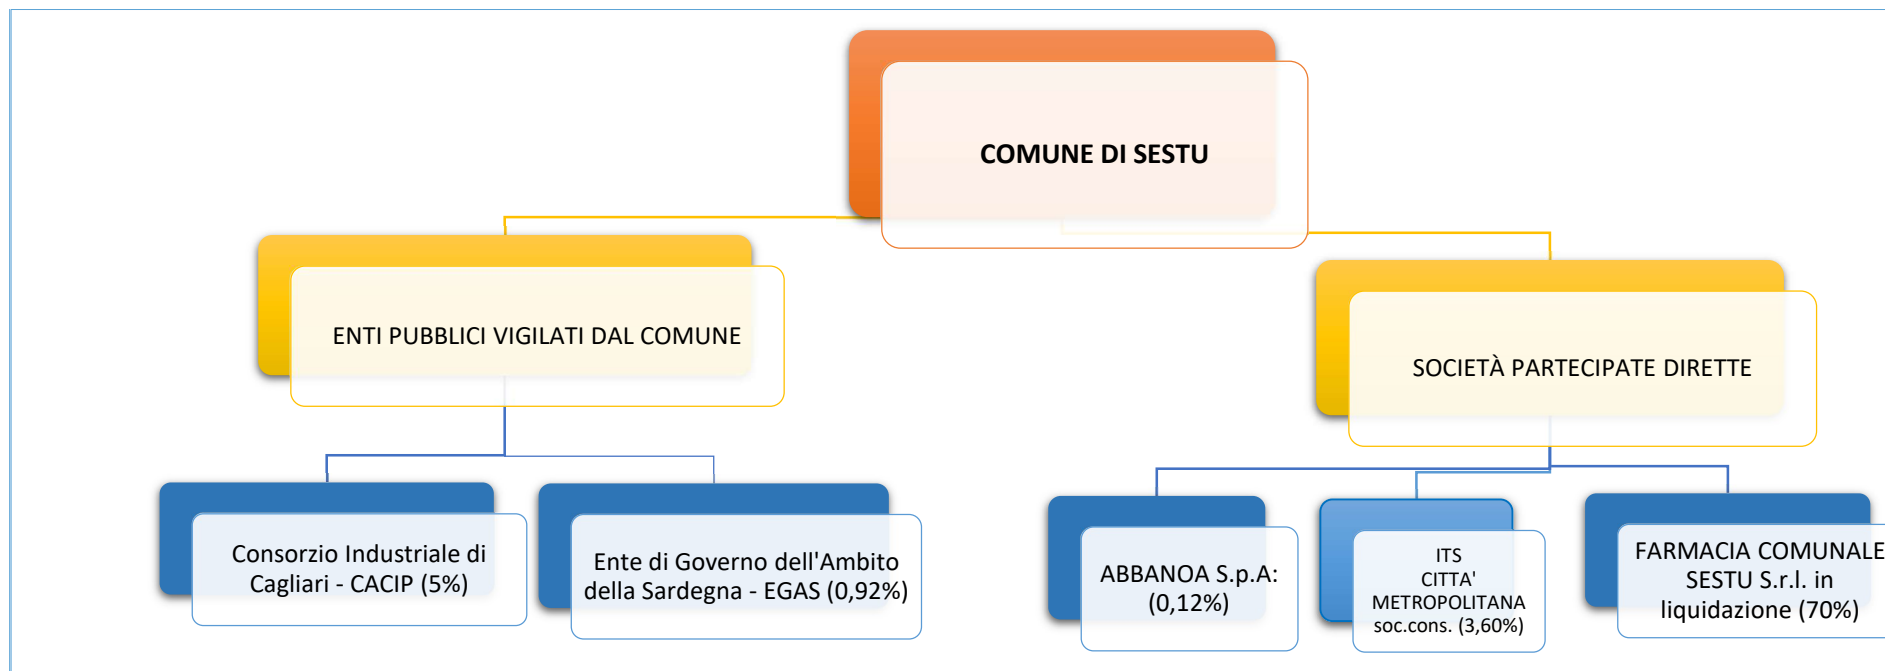 COMUNE DI SESTU
ENTI PUBBLICI VIGILATI DAL COMUNE
SOCIETÀ PARTECIPATE DIRETTE
Consorzio Industriale di
Cagliari - CACIP (5%)
Ente di Governo dell'Ambito
della Sardegna - EGAS (0,92%)
ABBANOA S.p.A:
(0,12%)
ITS
CITTA'
METROPOLITANA
soc.cons. (3,60%)
FARMACIA COMUNALE
SESTU S.r.l. in
liquidazione (70%)